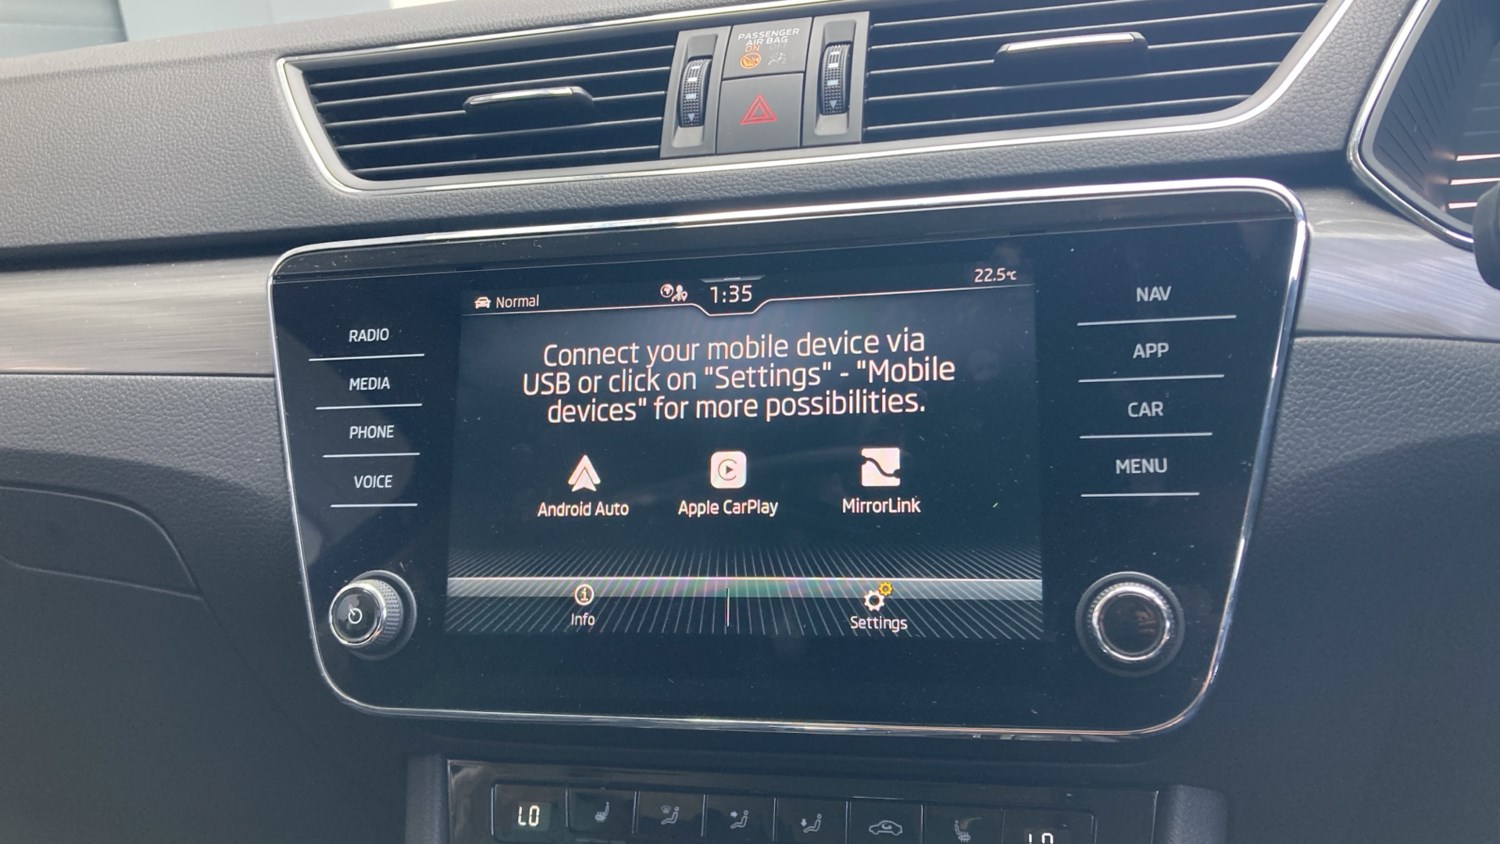 PASSENGER
AIR BAG
ON
Normal
1:35
22.5°C
RADIO
MEDIA
PHONE
VOICE
Connect your mobile device via
USB or click on "Settings" - "Mobile
devices" for more possibilities.
Android Auto
Apple CarPlay
MirrorLink
Info
Settings
NAV
APP
CAR
MENU
LO
LO